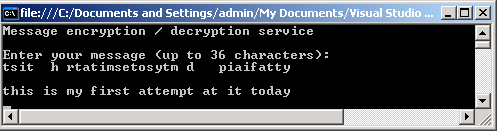 file:///C:/Documents and Settings/admin/My Documents/Visual Studio ...
Message encryption / decryption service
Enter your message (up to 36 characters):
tsit  h rtatimsetosytm d   piaifatty
this is my first attempt at it today